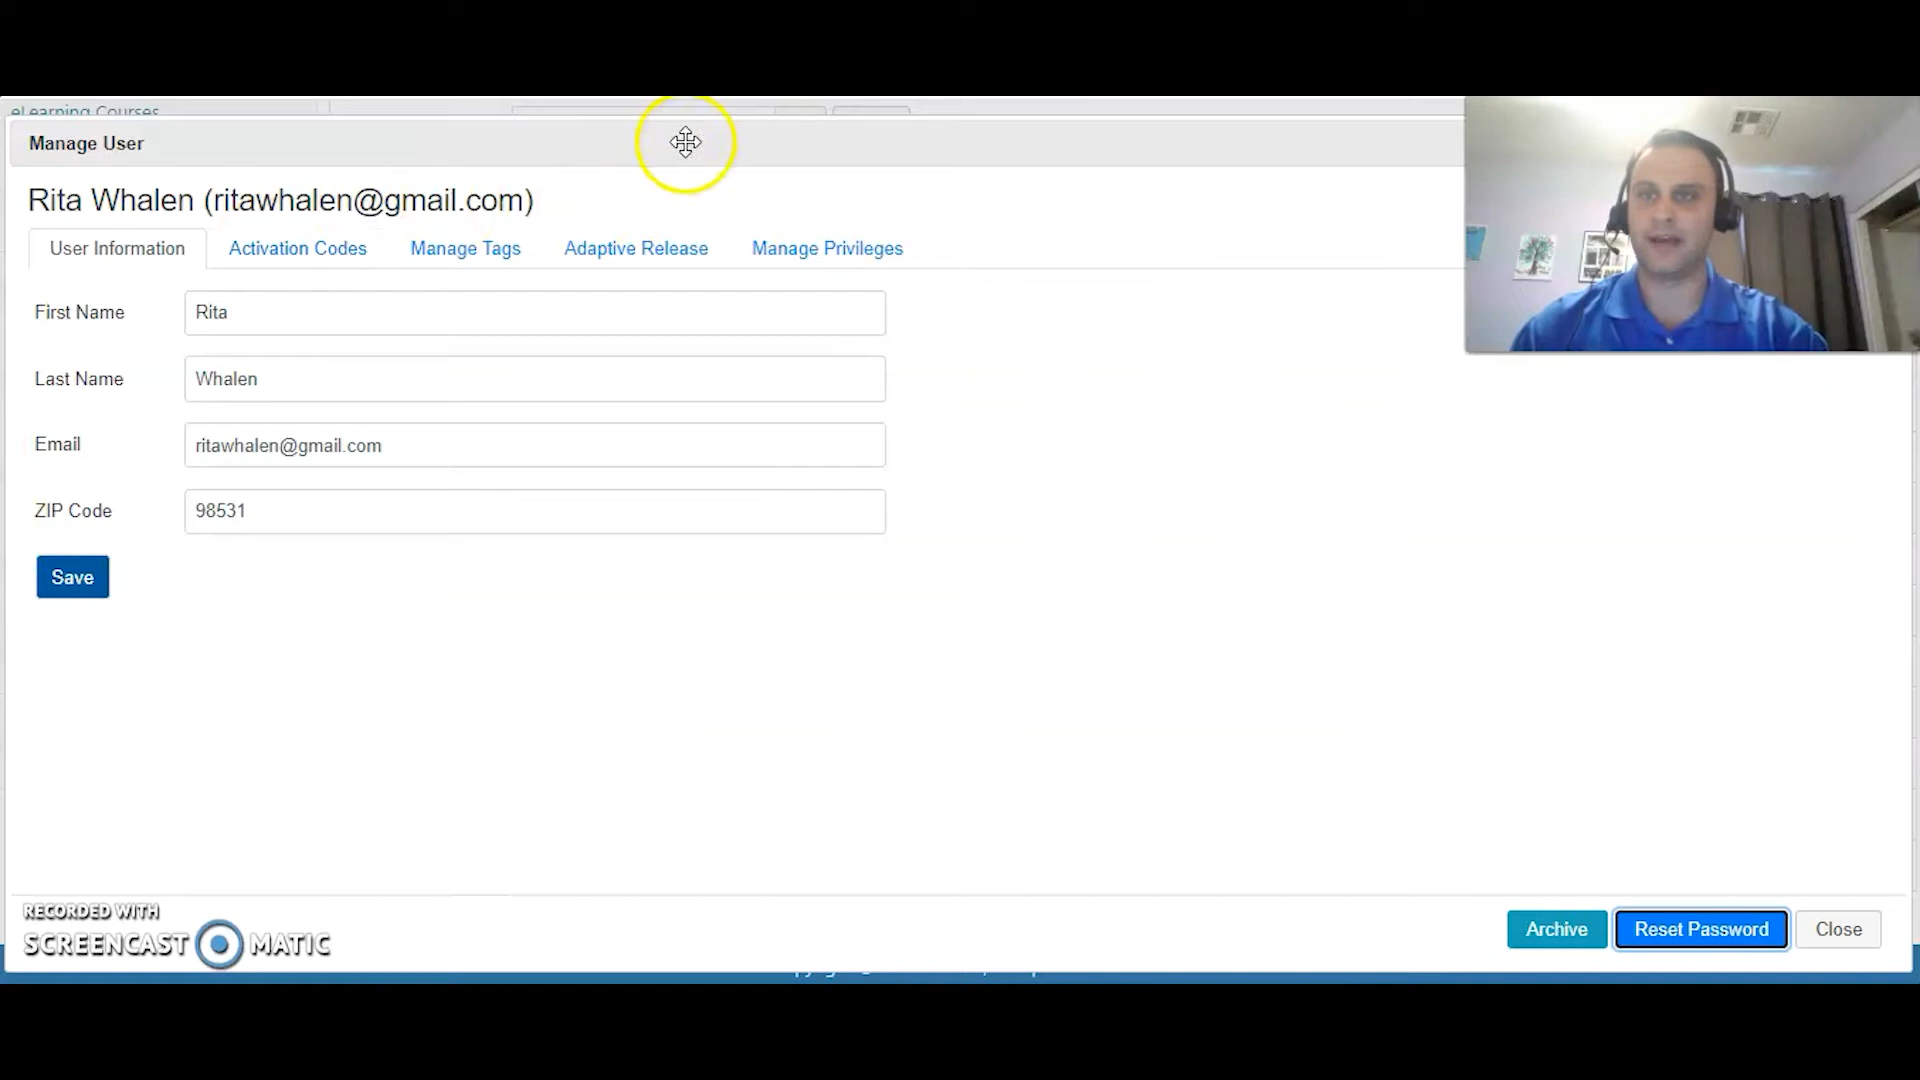 eLearning Courses
Manage User
Rita Whalen (ritawhalen@gmail.com)
User Information Activation Codes Manage Tags Adaptive Release Manage Privileges
First Name Rita
Last Name Whalen
Email ritawhalen@gmail.com
ZIP Code 98531
Save
RECORDED WITH
SCREENCAST MATIC
Archive Reset Password Close